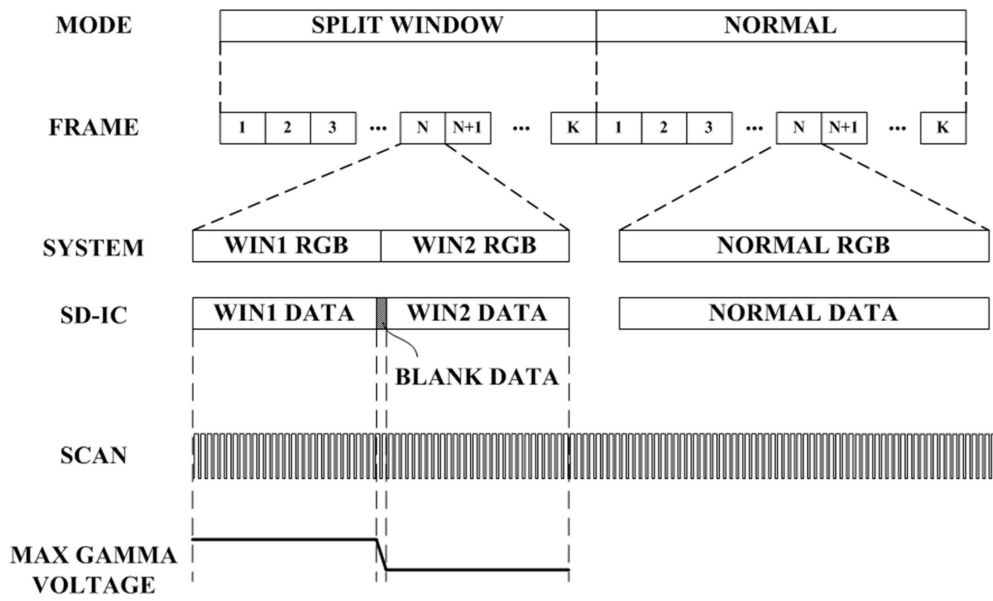 MODE SPLIT WINDOW NORMAL
FRAME 1 2 3 ... N N+1 ... K 1 2 3 ... N N+1 ... K
SYSTEM WIN1 RGB WIN2 RGB NORMAL RGB
SD-IC WIN1 DATA WIN2 DATA NORMAL DATA
BLANK DATA
SCAN
MAX GAMMA
VOLTAGE